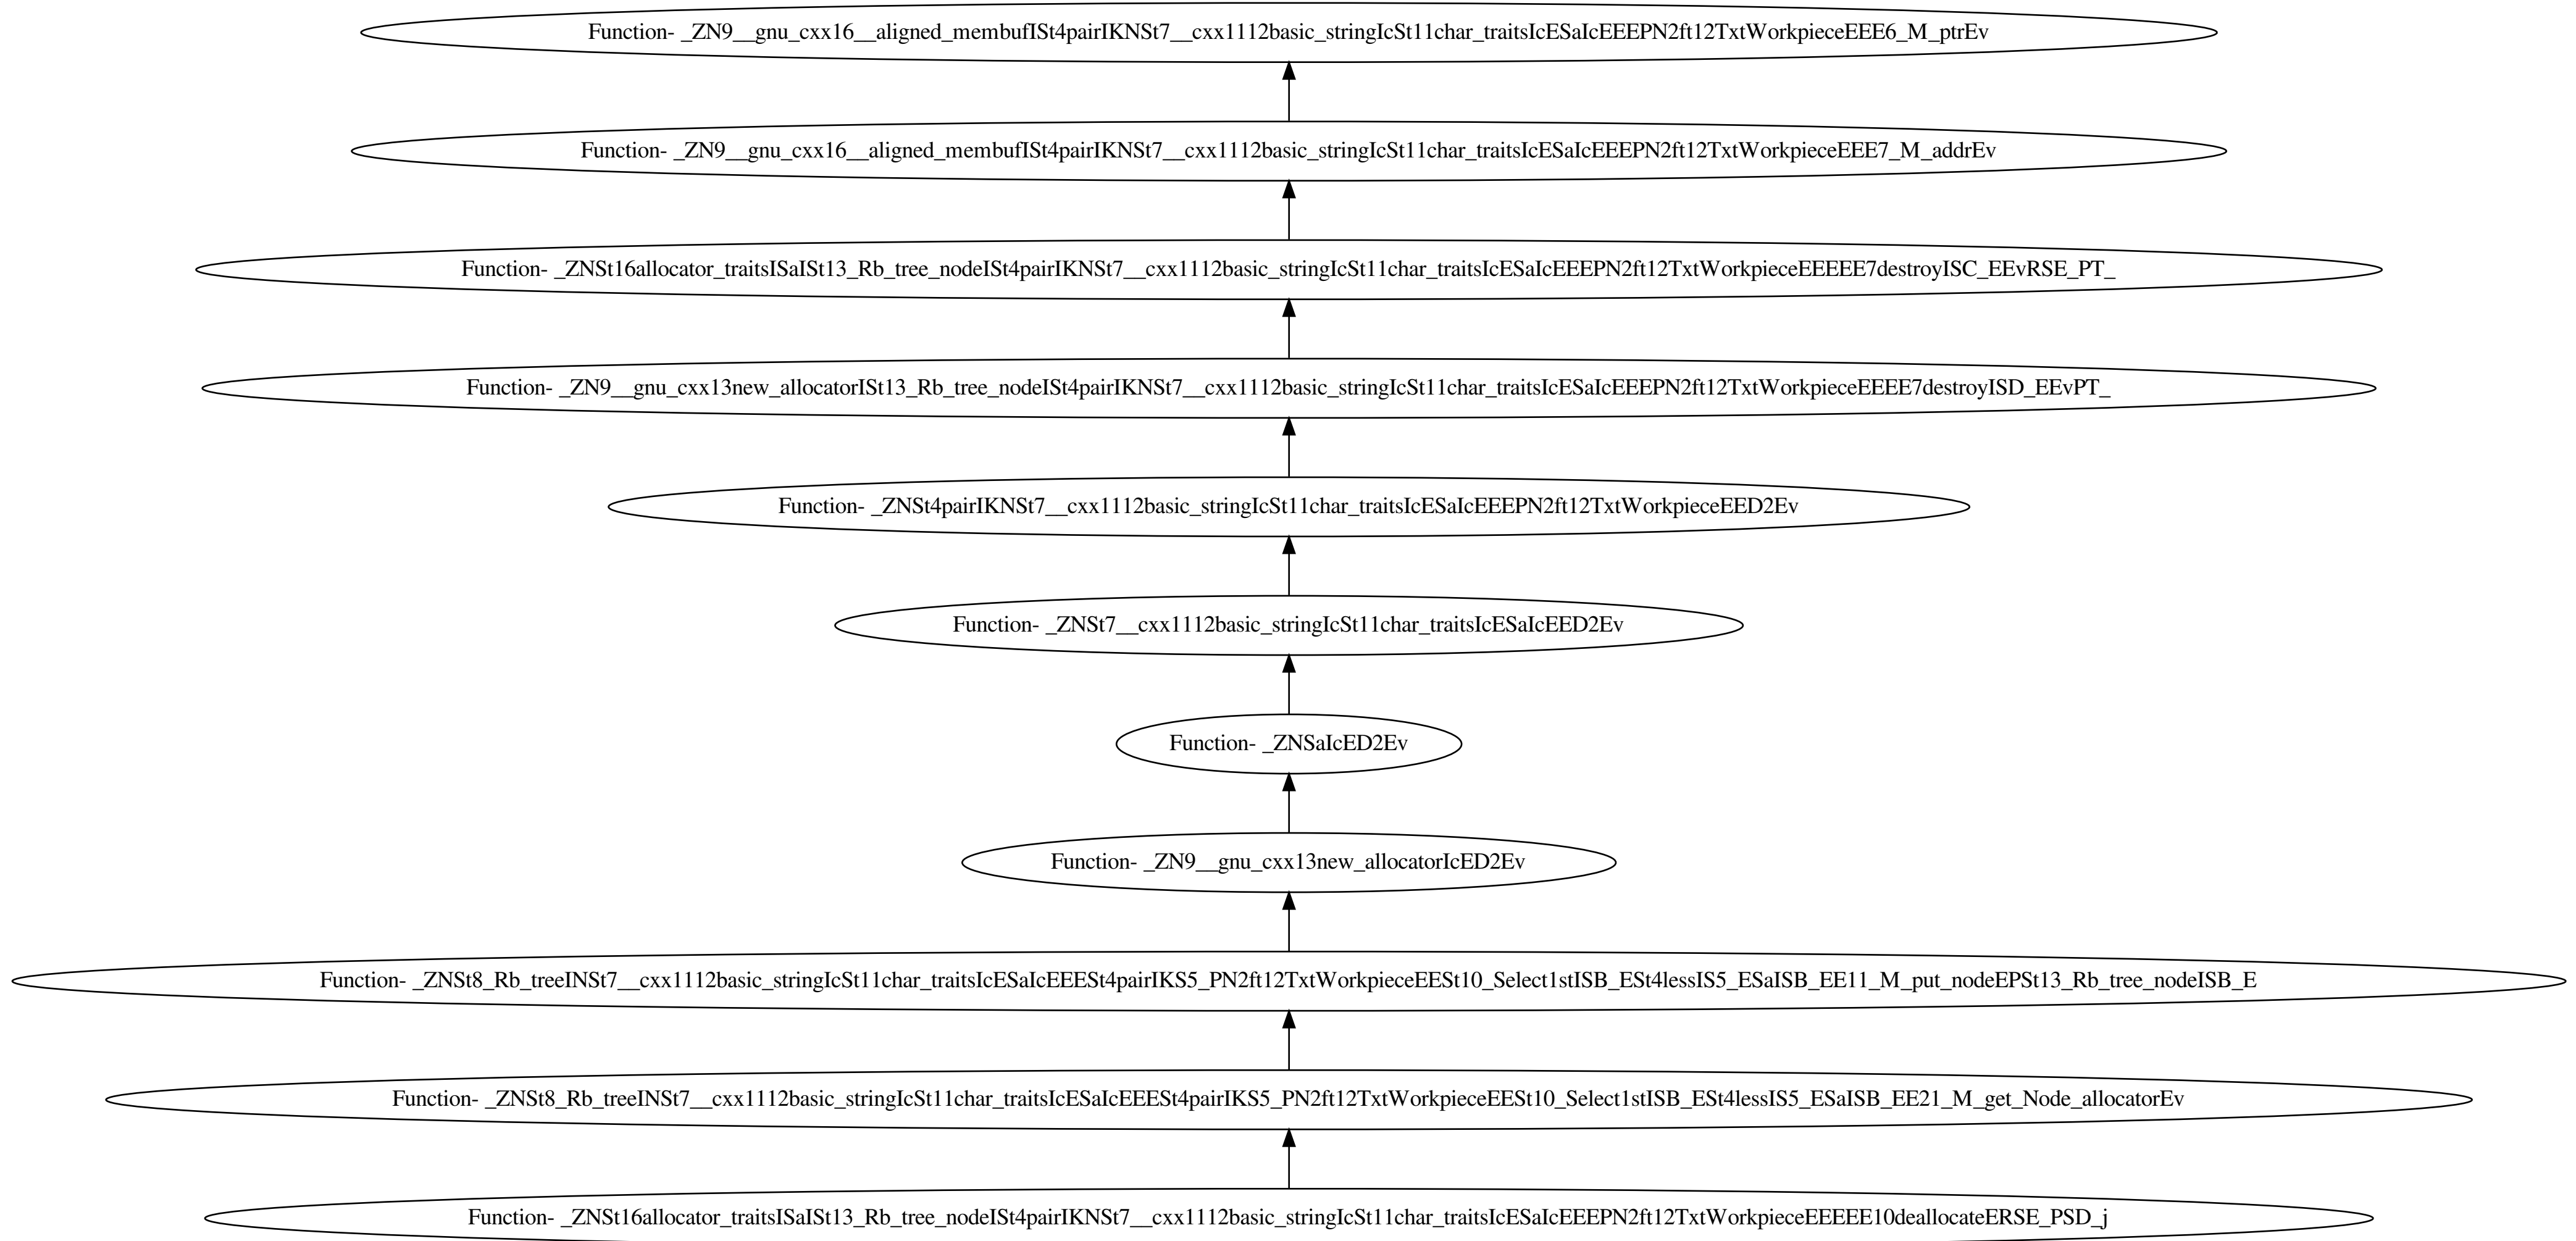 Function- _ZN9__gnu_cxx16__aligned_membufISt4pairIKNSt7__cxx1112basic_stringIcSt11char_traitsIcESaIcEEEPN2ft12TxtWorkpieceEEE6_M_ptrEv
Function- _ZN9__gnu_cxx16__aligned_membufISt4pairIKNSt7__cxx1112basic_stringIcSt11char_traitsIcESaIcEEEPN2ft12TxtWorkpieceEEE7_M_addrEv
Function- _ZNSt16allocator_traitsISaISt13_Rb_tree_nodeISt4pairIKNSt7__cxx1112basic_stringIcSt11char_traitsIcESaIcEEEPN2ft12TxtWorkpieceEEEEE7destroyISC_EEvRSE_PT_
Function- _ZN9__gnu_cxx13new_allocatorISt13_Rb_tree_nodeISt4pairIKNSt7__cxx1112basic_stringIcSt11char_traitsIcESaIcEEEPN2ft12TxtWorkpieceEEEE7destroyISD_EEvPT_
Function- _ZNSt4pairIKNSt7__cxx1112basic_stringIcSt11char_traitsIcESaIcEEEPN2ft12TxtWorkpieceEED2Ev
Function- _ZNSt7__cxx1112basic_stringIcSt11char_traitsIcESaIcEED2Ev
Function- _ZNSaIcED2Ev
Function- _ZN9__gnu_cxx13new_allocatorIcED2Ev
Function- _ZNSt8_Rb_treeINSt7__cxx1112basic_stringIcSt11char_traitsIcESaIcEEESt4pairIKS5_PN2ft12TxtWorkpieceEESt10_Select1stISB_ESt4lessIS5_ESaISB_EE11_M_put_nodeEPSt13_Rb_tree_nodeISB_E
Function- _ZNSt8_Rb_treeINSt7__cxx1112basic_stringIcSt11char_traitsIcESaIcEEESt4pairIKS5_PN2ft12TxtWorkpieceEESt10_Select1stISB_ESt4lessIS5_ESaISB_EE21_M_get_Node_allocatorEv
Function- _ZNSt16allocator_traitsISaISt13_Rb_tree_nodeISt4pairIKNSt7__cxx1112basic_stringIcSt11char_traitsIcESaIcEEEPN2ft12TxtWorkpieceEEEEE10deallocateERSE_PSD_j